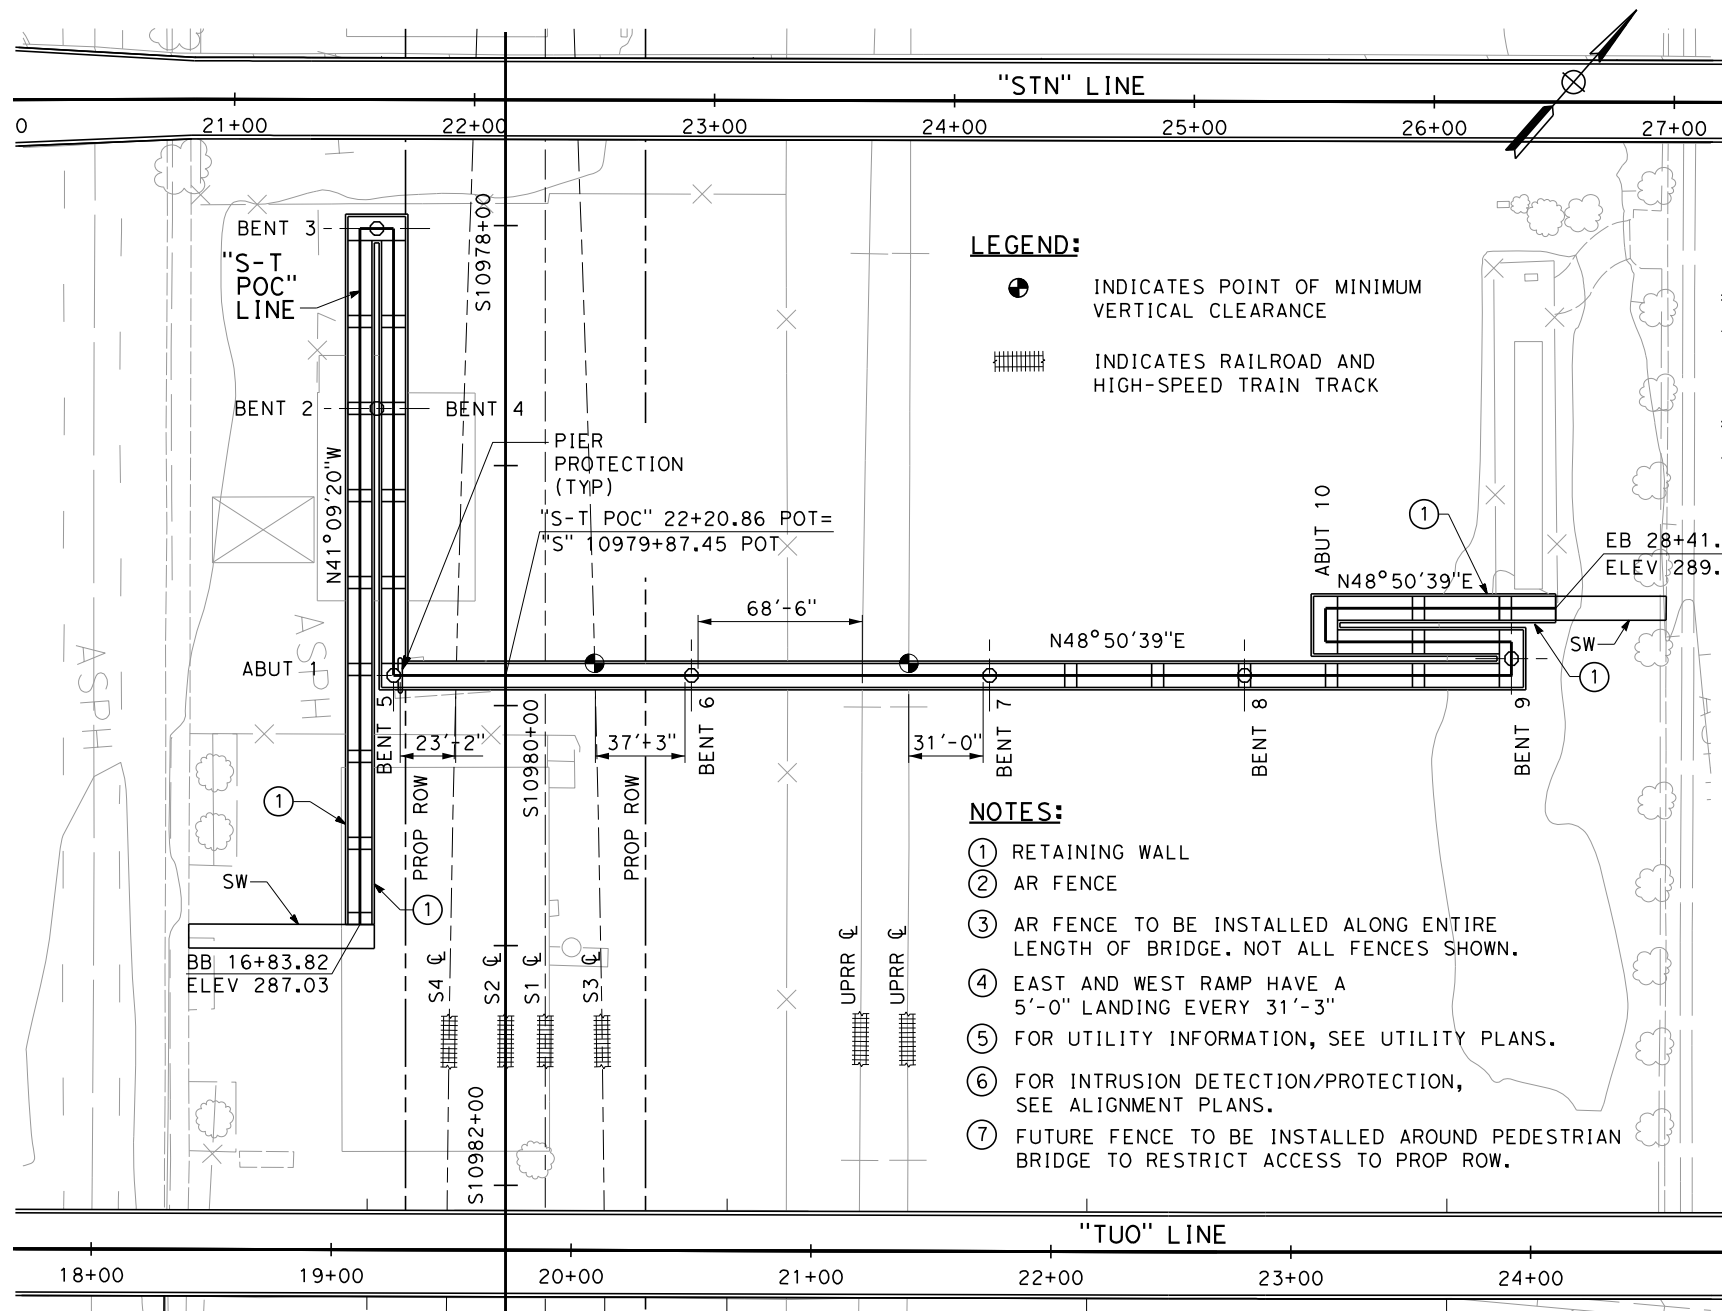 "STN" LINE
0
21+00
22+00
23+00
24+00
25+00
26+00
27+00
BENT 3
"S-T
POC"
LINE
S10978+00
LEGEND:
INDICATES POINT OF MINIMUM
VERTICAL CLEARANCE
INDICATES RAILROAD AND
HIGH-SPEED TRAIN TRACK
BENT 2
BENT 4
N41°09'20"W
PIER
PROTECTION
(TYP)
"S-T POC" 22+20.86 POT=
"S" 10979+87.45 POT
ABUT 10
1
EB 28+41.
ELEV 289.
N48°50'39"E
68'-6"
N48°50'39"E
SW
1
ASPH
ASPH
ABUT 1
BENT 5
23'-2"
S10980+00
37'-3"
BENT 6
31'-0"
BENT 7
BENT 8
BENT 9
1
PROP ROW
PROP ROW
SW
1
BB 16+83.82
ELEV 287.03
S4 ℄
S2 ℄
S1 ℄
S3 ℄
UPRR ℄
UPRR ℄
S10982+00
NOTES:
1 RETAINING WALL
2 AR FENCE
3 AR FENCE TO BE INSTALLED ALONG ENTIRE
LENGTH OF BRIDGE. NOT ALL FENCES SHOWN.
4 EAST AND WEST RAMP HAVE A
5'-0" LANDING EVERY 31'-3"
5 FOR UTILITY INFORMATION, SEE UTILITY PLANS.
6 FOR INTRUSION DETECTION/PROTECTION,
SEE ALIGNMENT PLANS.
7 FUTURE FENCE TO BE INSTALLED AROUND PEDESTRIAN
BRIDGE TO RESTRICT ACCESS TO PROP ROW.
"TUO" LINE
18+00
19+00
20+00
21+00
22+00
23+00
24+00